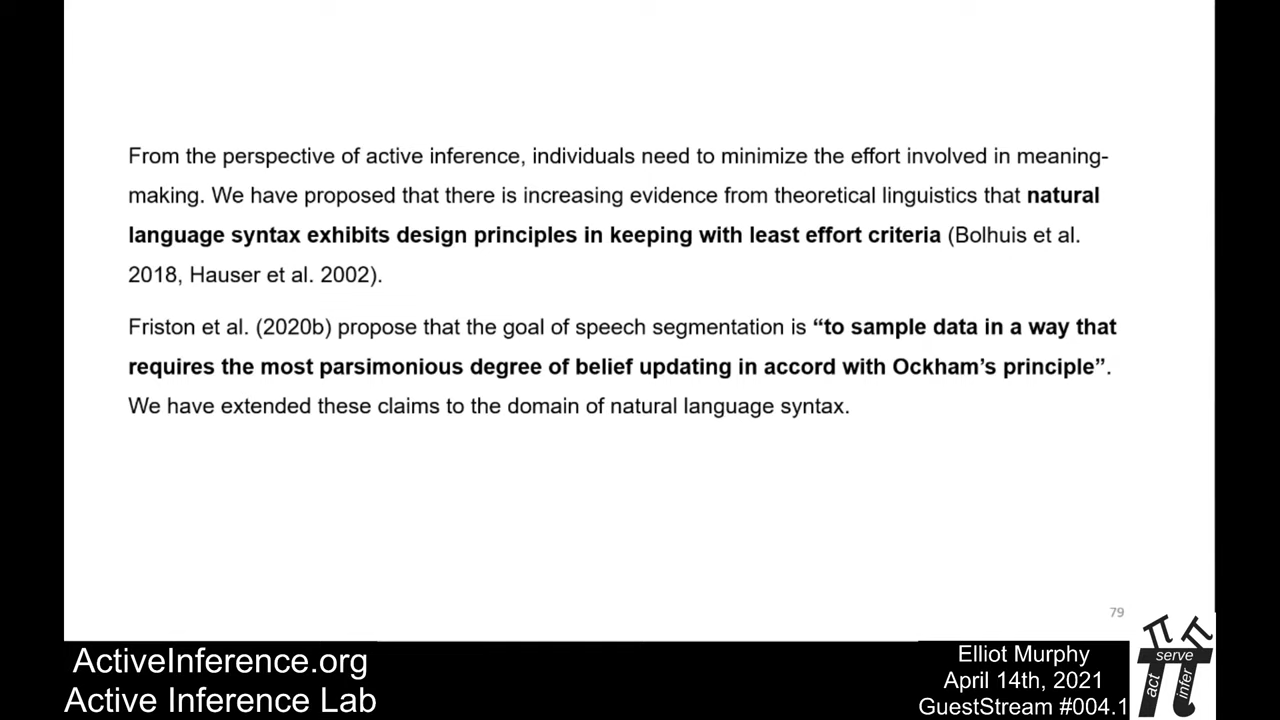 From the perspective of active inference, individuals need to minimize the effort involved in meaning-
making. We have proposed that there is increasing evidence from theoretical linguistics that natural
language syntax exhibits design principles in keeping with least effort criteria (Bolhuis et al.
2018, Hauser et al. 2002).
Friston et al. (2020b) propose that the goal of speech segmentation is “to sample data in a way that
requires the most parsimonious degree of belief updating in accord with Ockham’s principle”.
We have extended these claims to the domain of natural language syntax.
79
ActiveInference.org
Active Inference Lab
Elliot Murphy
April 14th, 2021
GuestStream #004.1
serve
act
infer